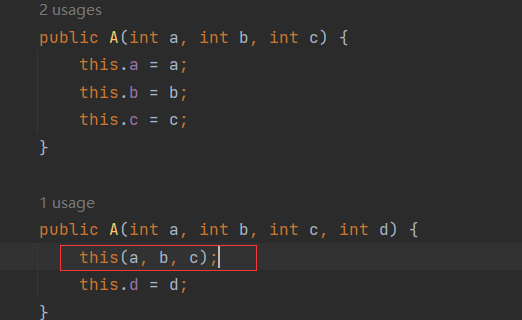 2 usages
public A(int a, int b, int c) {
this.a = a;
this.b = b;
this.c = c;
}
1 usage
public A(int a, int b, int c, int d) {
this(a, b, c);
this.d = d;
}